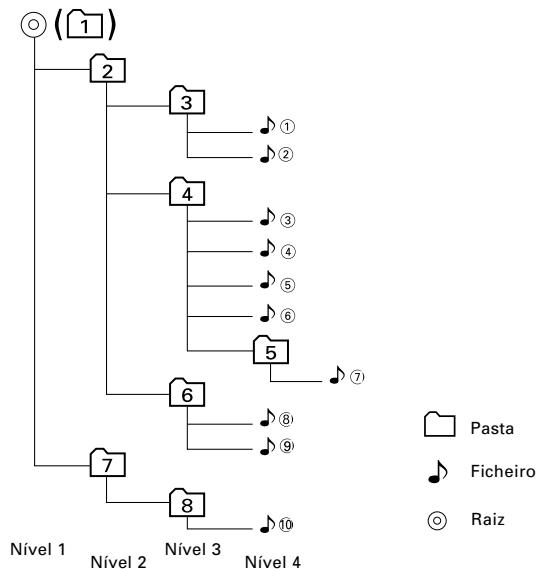 (1)
2
3
①
②
4
③
④
⑤
⑥
5
⑦
6
⑧
⑨
7
8
⑩
Pasta
Ficheiro
Raiz
Nível 1
Nível 2
Nível 3
Nível 4